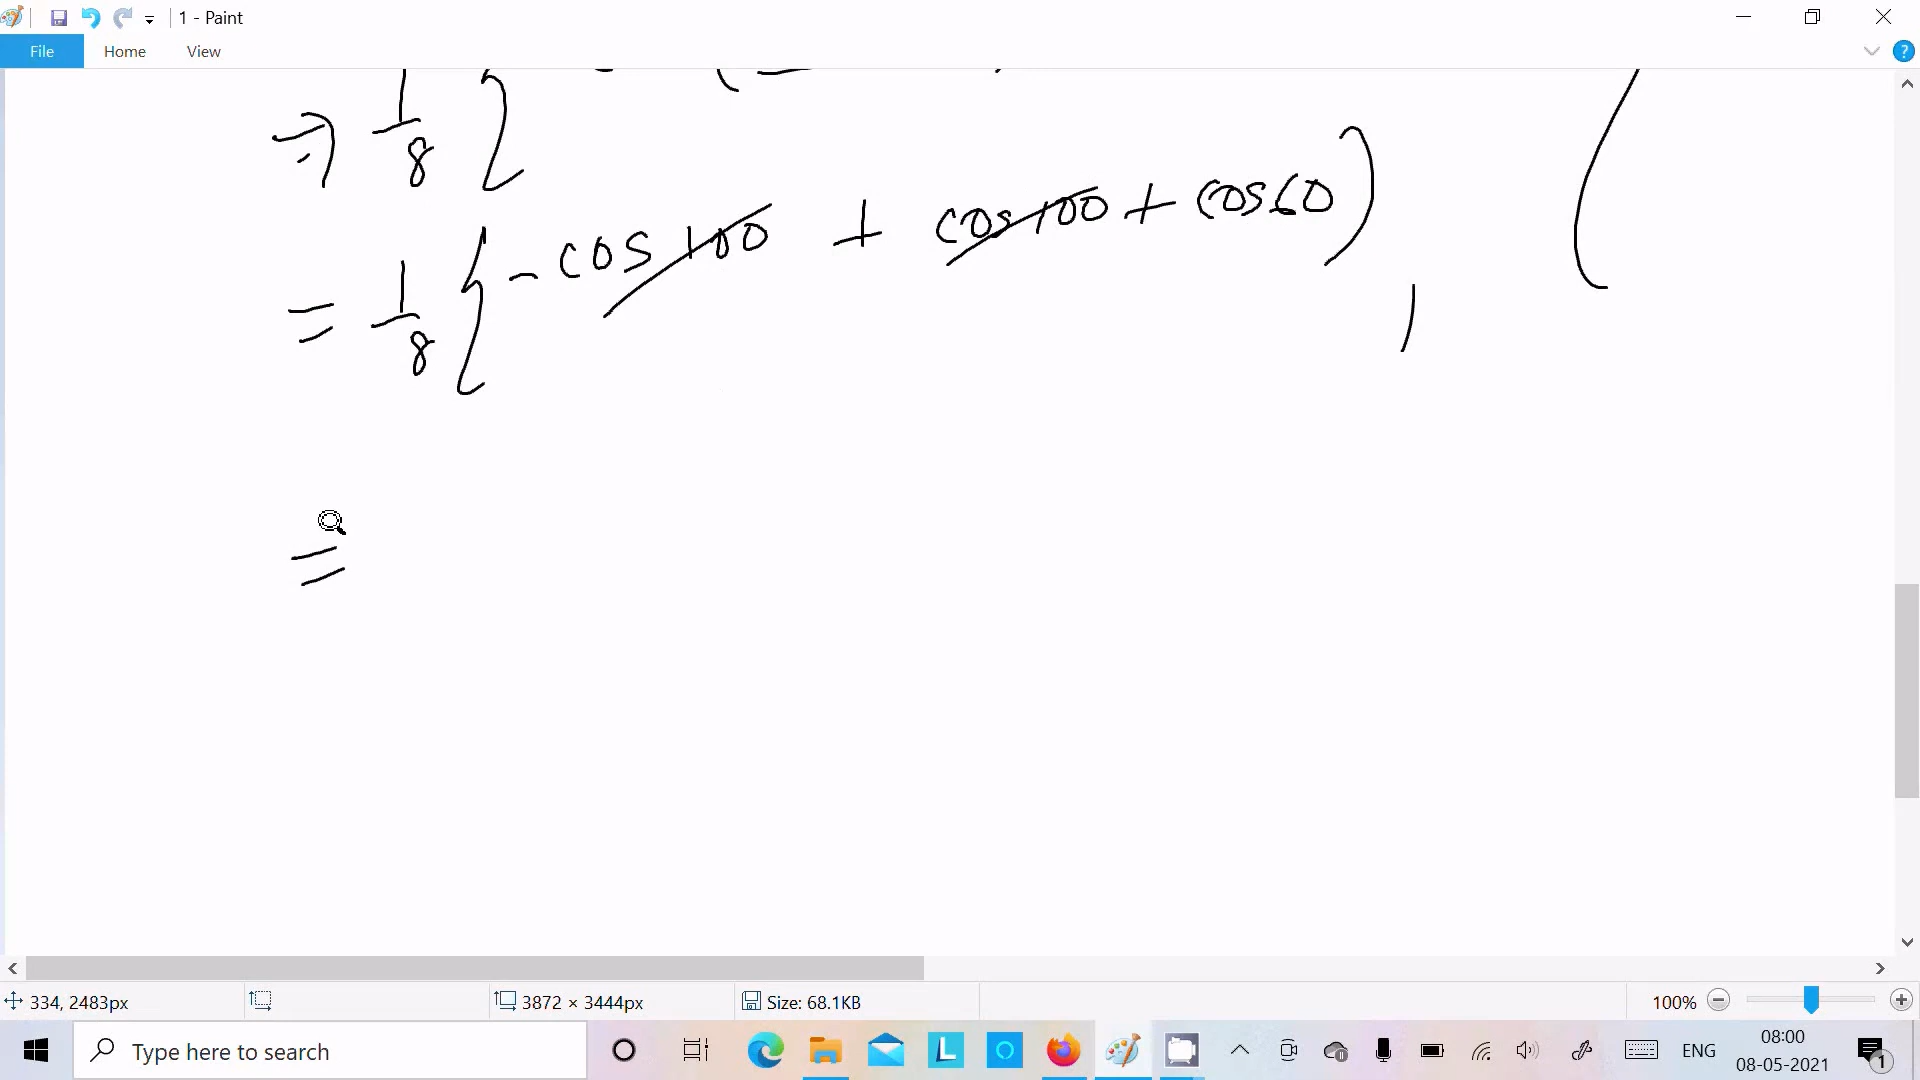 1 - Paint
File Home View
⇒ 1/8 {
= 1/8 { - cos 100 + cos 100 + cos 60 )
=
334, 2483px
3872 × 3444px
Size: 68.1KB
100%
Type here to search
L
O
ENG
08:00
08-05-2021
1